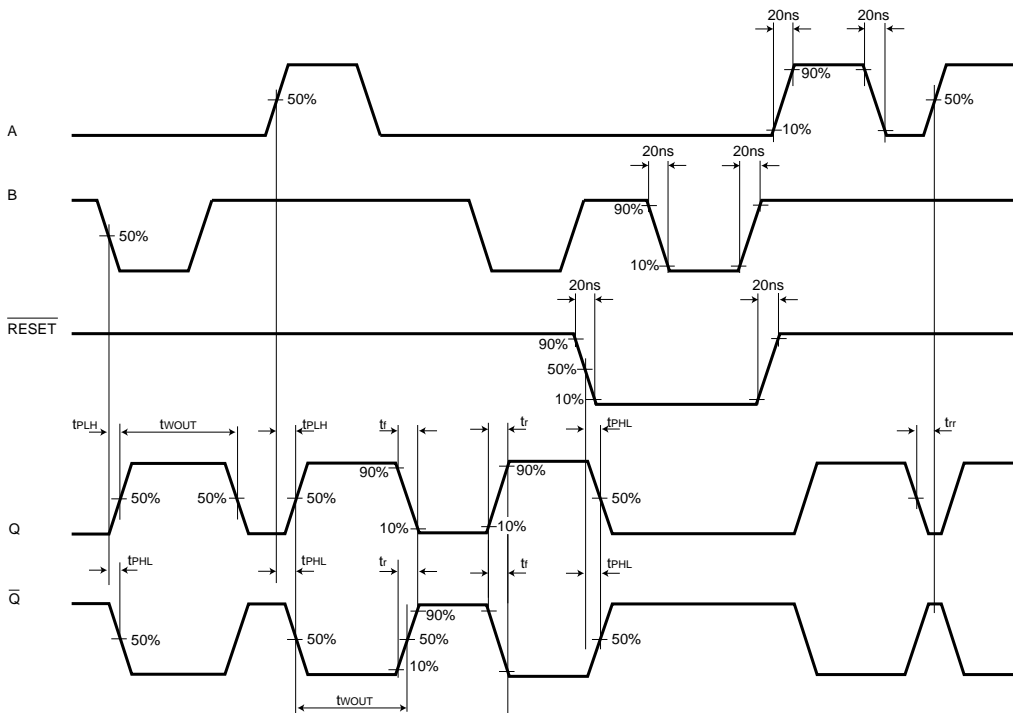 20ns 20ns
90%
50% 50%
A
10%
20ns 20ns
B
90%
50%
10%
20ns 20ns
RESET
90%
50%
10%
tPLH tWOUT tPLH tf tr tPHL trr
90% 90%
50% 50% 50% 50%
Q
10% 10%
tPHL tPHL tr tf tPHL
Q
90%
50% 50% 50% 50%
10%
tWOUT